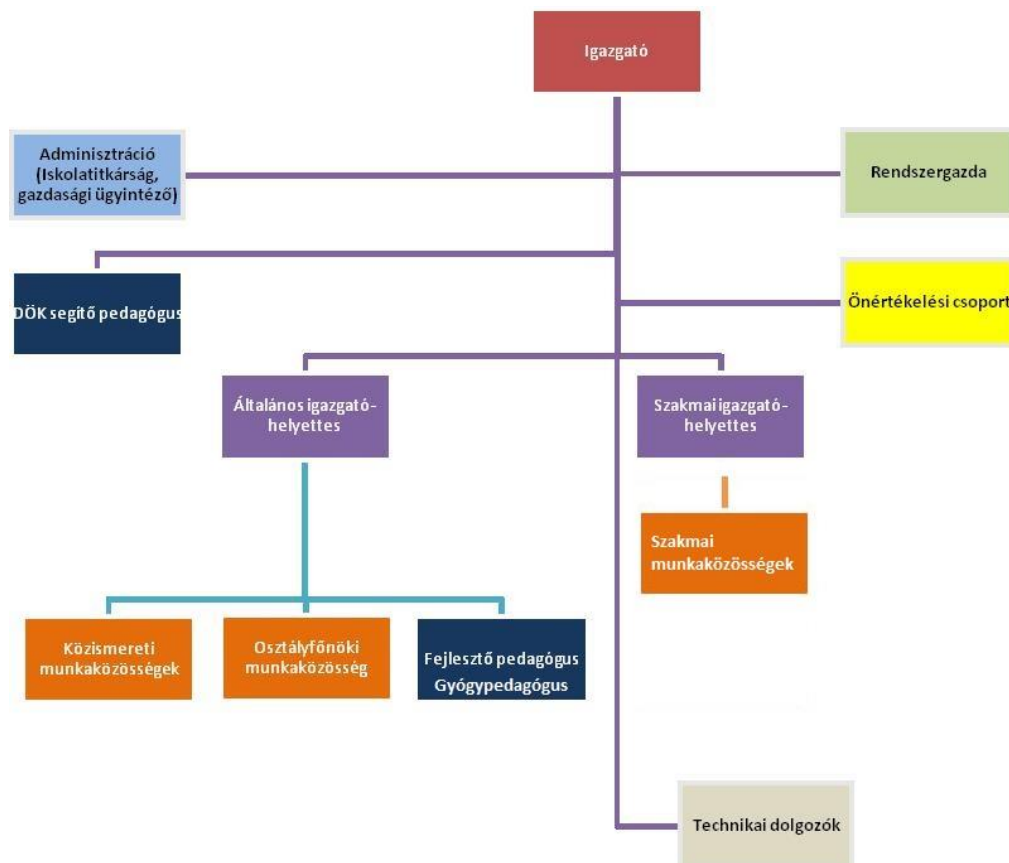 Igazgató
Adminisztráció
(Iskolatitkárság,
gazdasági ügyintéző)
Rendszergazda
DÖK segítő pedagógus
Önértékelési csoport
Általános igazgató-
helyettes
Szakmai igazgató-
helyettes
Szakmai
munkaközösségek
Közismereti
munkaközösségek
Osztályfőnöki
munkaközösség
Fejlesztő pedagógus
Gyógypedagógus
Technikai dolgozók